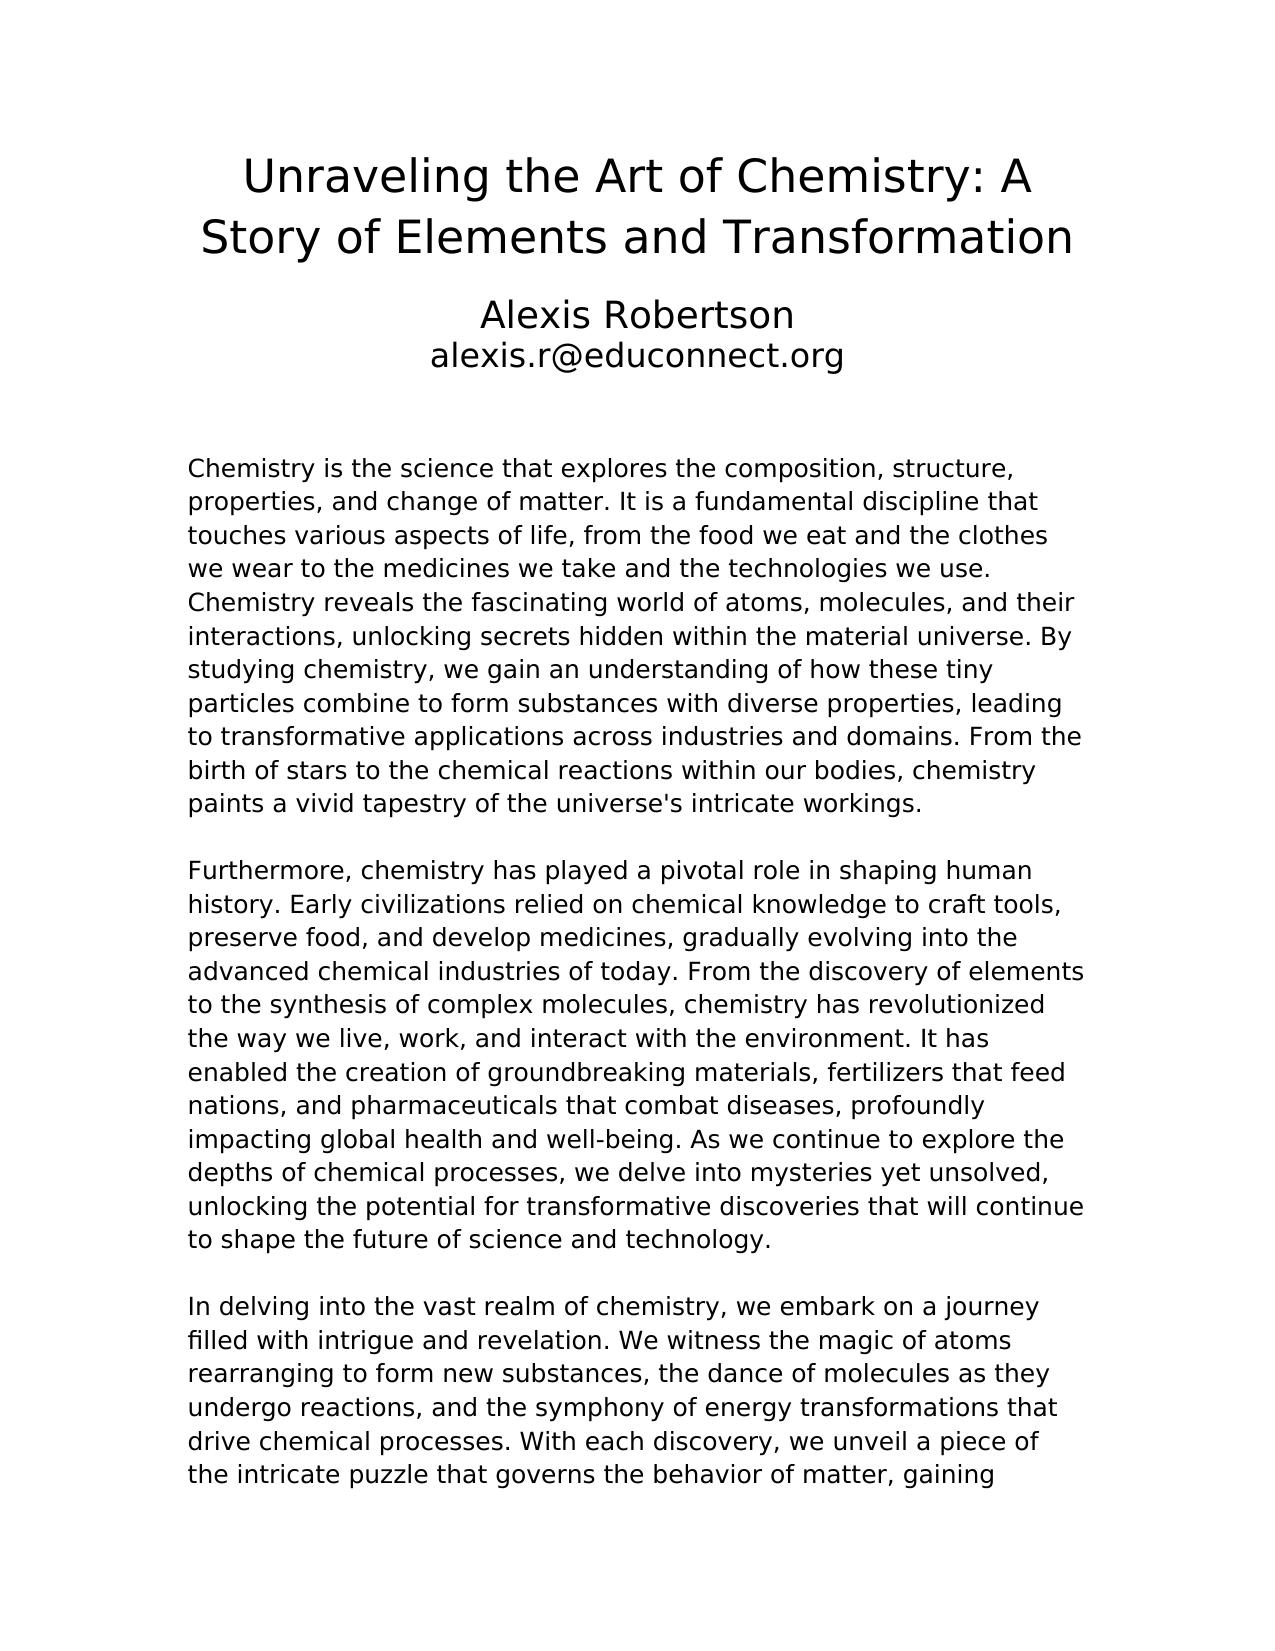 Unraveling the Art of Chemistry: A
Story of Elements and Transformation
Alexis Robertson
alexis.r@educonnect.org
Chemistry is the science that explores the composition, structure,
properties, and change of matter. It is a fundamental discipline that
touches various aspects of life, from the food we eat and the clothes
we wear to the medicines we take and the technologies we use.
Chemistry reveals the fascinating world of atoms, molecules, and their
interactions, unlocking secrets hidden within the material universe. By
studying chemistry, we gain an understanding of how these tiny
particles combine to form substances with diverse properties, leading
to transformative applications across industries and domains. From the
birth of stars to the chemical reactions within our bodies, chemistry
paints a vivid tapestry of the universe's intricate workings.
Furthermore, chemistry has played a pivotal role in shaping human
history. Early civilizations relied on chemical knowledge to craft tools,
preserve food, and develop medicines, gradually evolving into the
advanced chemical industries of today. From the discovery of elements
to the synthesis of complex molecules, chemistry has revolutionized
the way we live, work, and interact with the environment. It has
enabled the creation of groundbreaking materials, fertilizers that feed
nations, and pharmaceuticals that combat diseases, profoundly
impacting global health and well-being. As we continue to explore the
depths of chemical processes, we delve into mysteries yet unsolved,
unlocking the potential for transformative discoveries that will continue
to shape the future of science and technology.
In delving into the vast realm of chemistry, we embark on a journey
filled with intrigue and revelation. We witness the magic of atoms
rearranging to form new substances, the dance of molecules as they
undergo reactions, and the symphony of energy transformations that
drive chemical processes. With each discovery, we unveil a piece of
the intricate puzzle that governs the behavior of matter, gaining